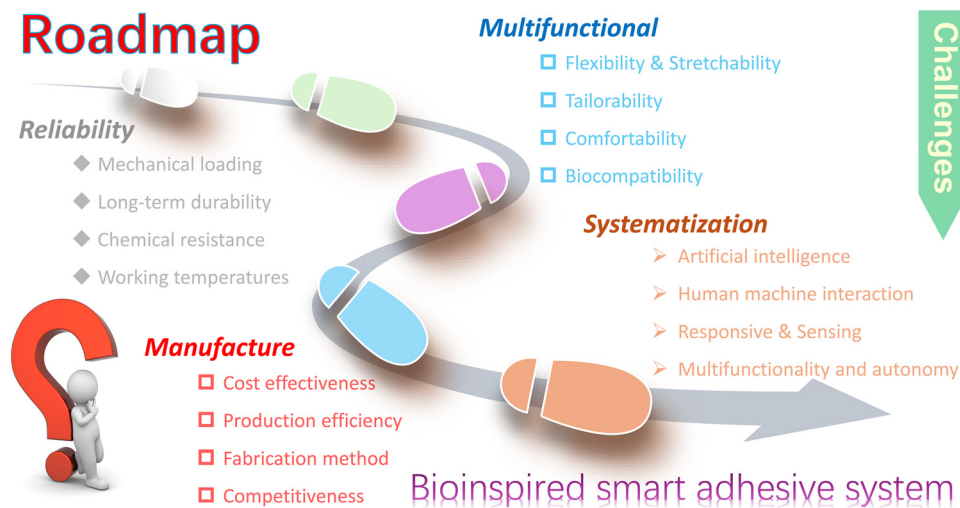 Roadmap
Multifunctional
Flexibility & Stretchability
Tailorability
Comfortability
Biocompatibility
Challenges
Reliability
Mechanical loading
Long-term durability
Chemical resistance
Working temperatures
Systematization
Artificial intelligence
Human machine interaction
Responsive & Sensing
Multifunctionality and autonomy
Manufacture
Cost effectiveness
Production efficiency
Fabrication method
Competitiveness
Bioinspired smart adhesive system